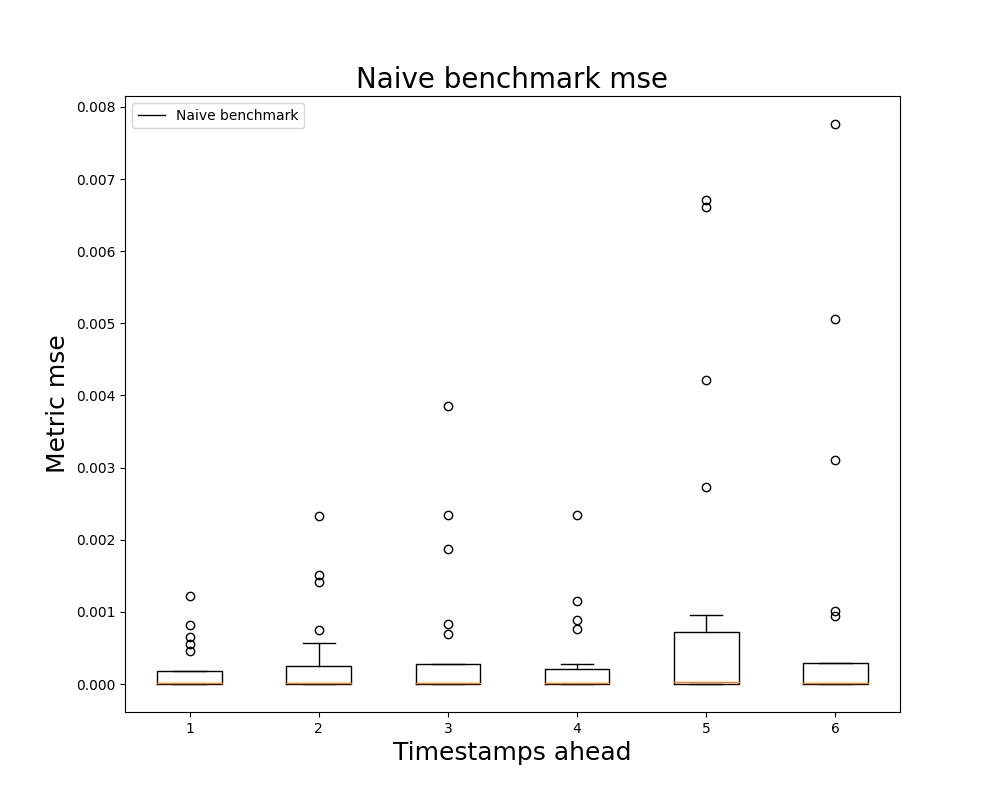 Naive benchmark mse
Naive benchmark
Metric mse
0.008
0.007
0.006
0.005
0.004
0.003
0.002
0.001
0.000
1 2 3 4 5 6
Timestamps ahead